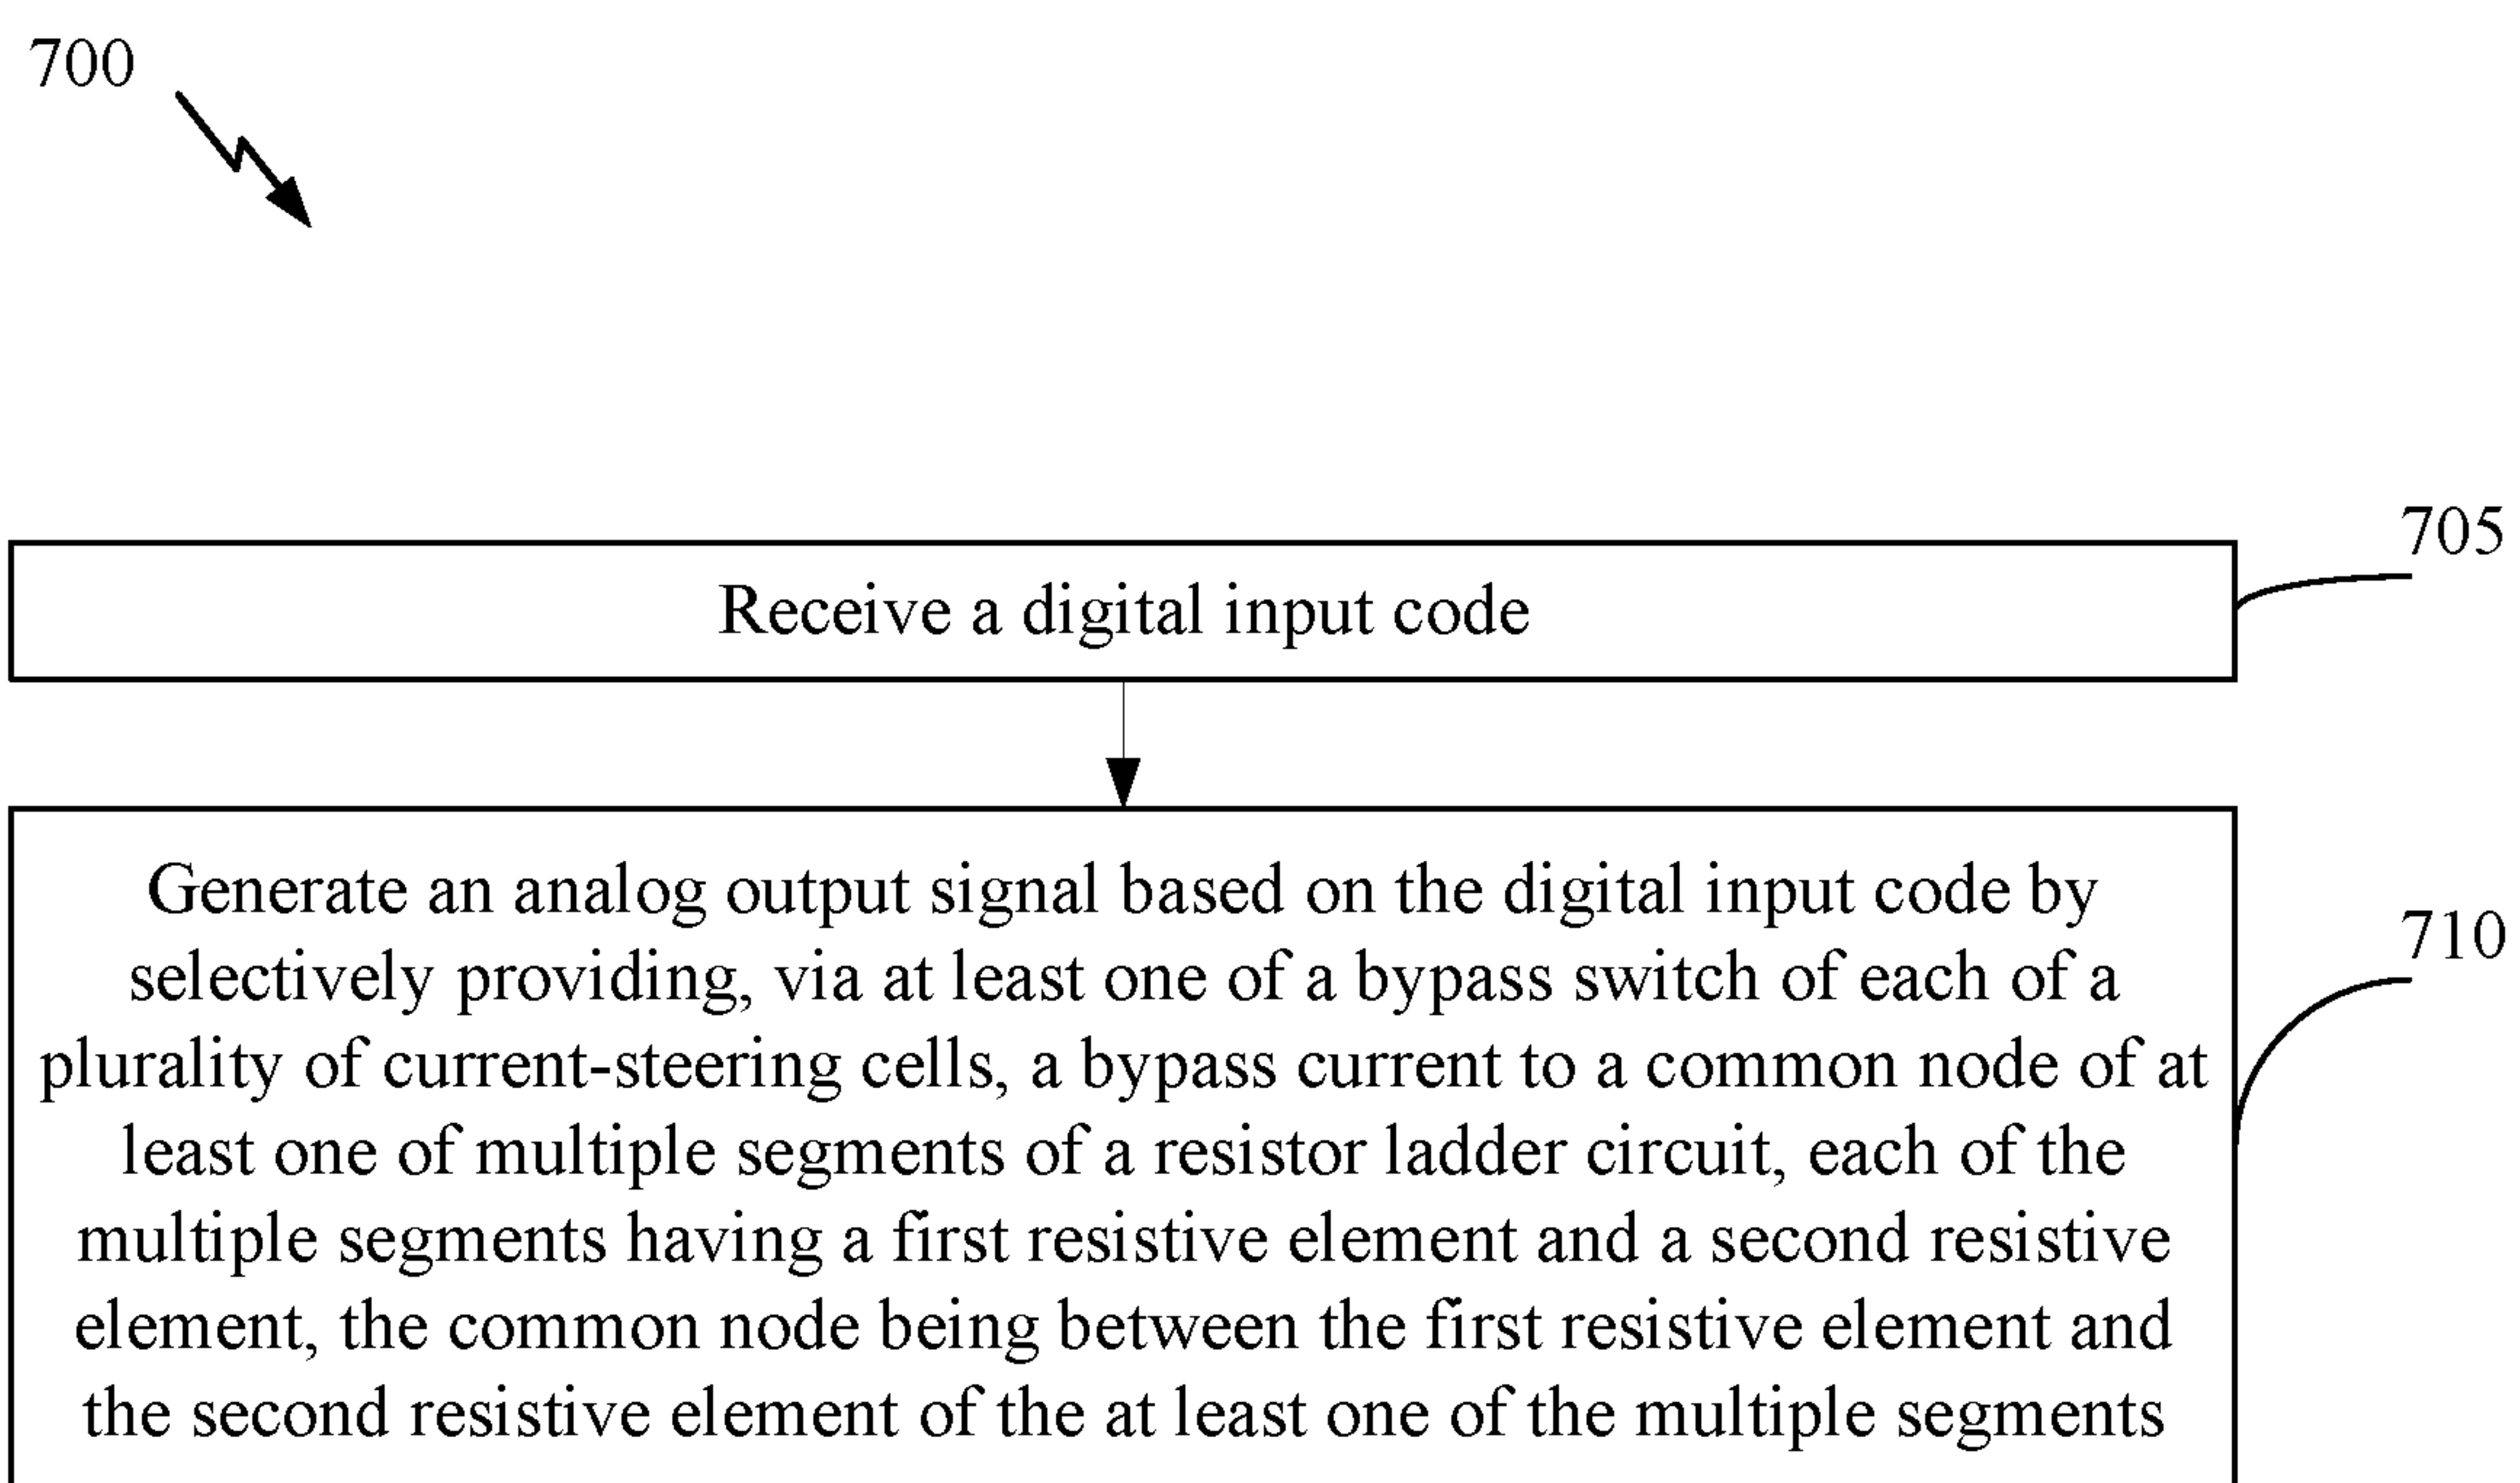 700
705
Receive a digital input code
Generate an analog output signal based on the digital input code by
710
selectively providing, via at least one of a bypass switch of each of a
plurality of current-steering cells, a bypass current to a common node of at
least one of multiple segments of a resistor ladder circuit, each of the
multiple segments having a first resistive element and a second resistive
element, the common node being between the first resistive element and
the second resistive element of the at least one of the multiple segments